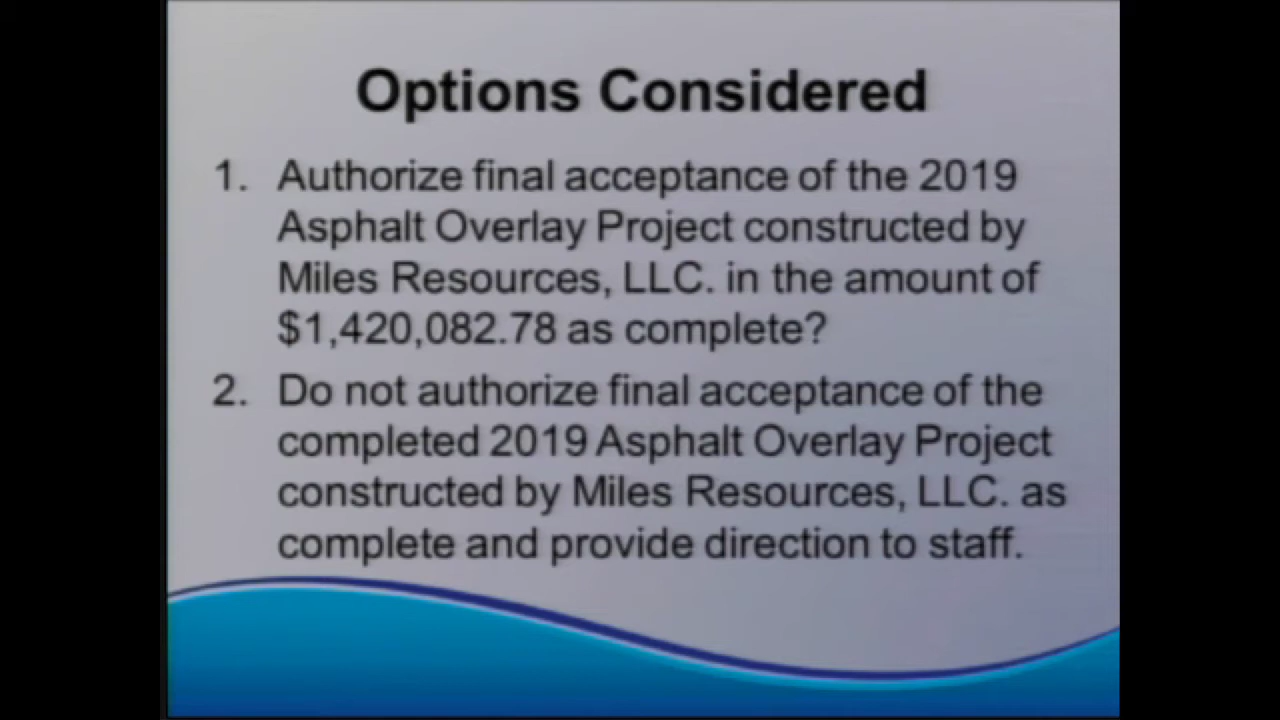 Options Considered
1. Authorize final acceptance of the 2019
Asphalt Overlay Project constructed by
Miles Resources, LLC. in the amount of
$1,420,082.78 as complete?
2. Do not authorize final acceptance of the
completed 2019 Asphalt Overlay Project
constructed by Miles Resources, LLC. as
complete and provide direction to staff.